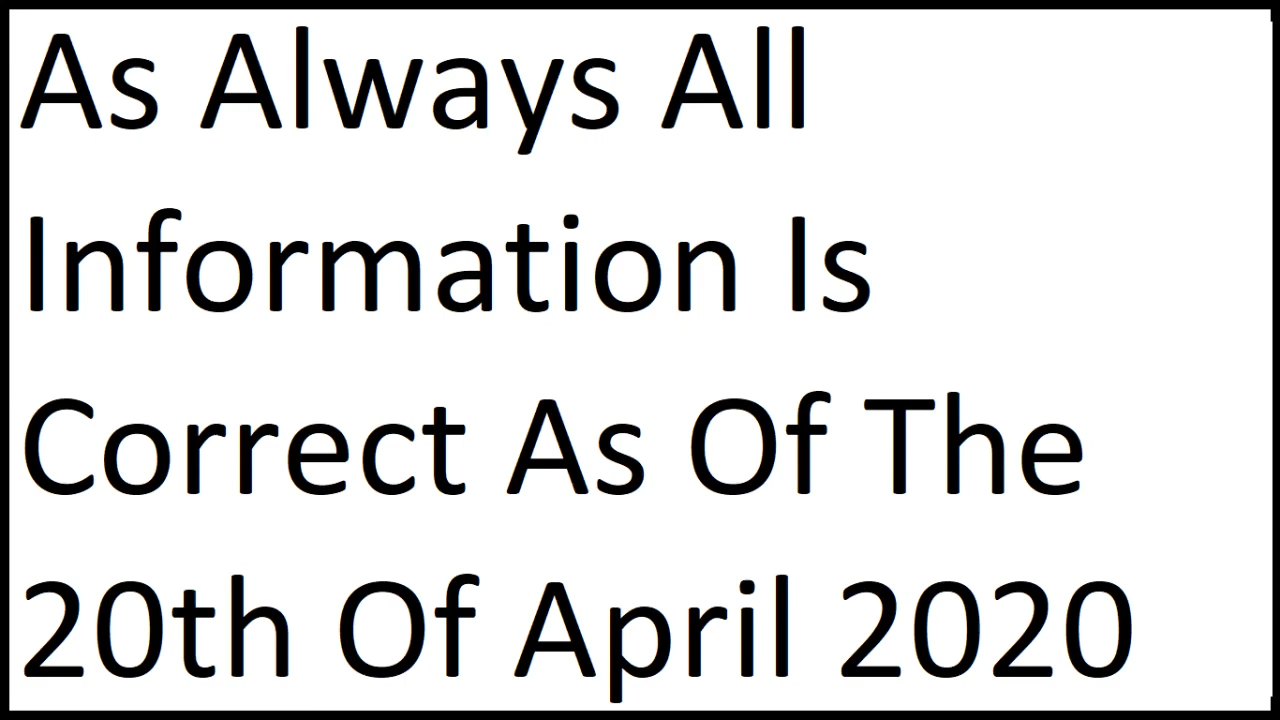 As Always All
Information Is
Correct As Of The
20th Of April 2020